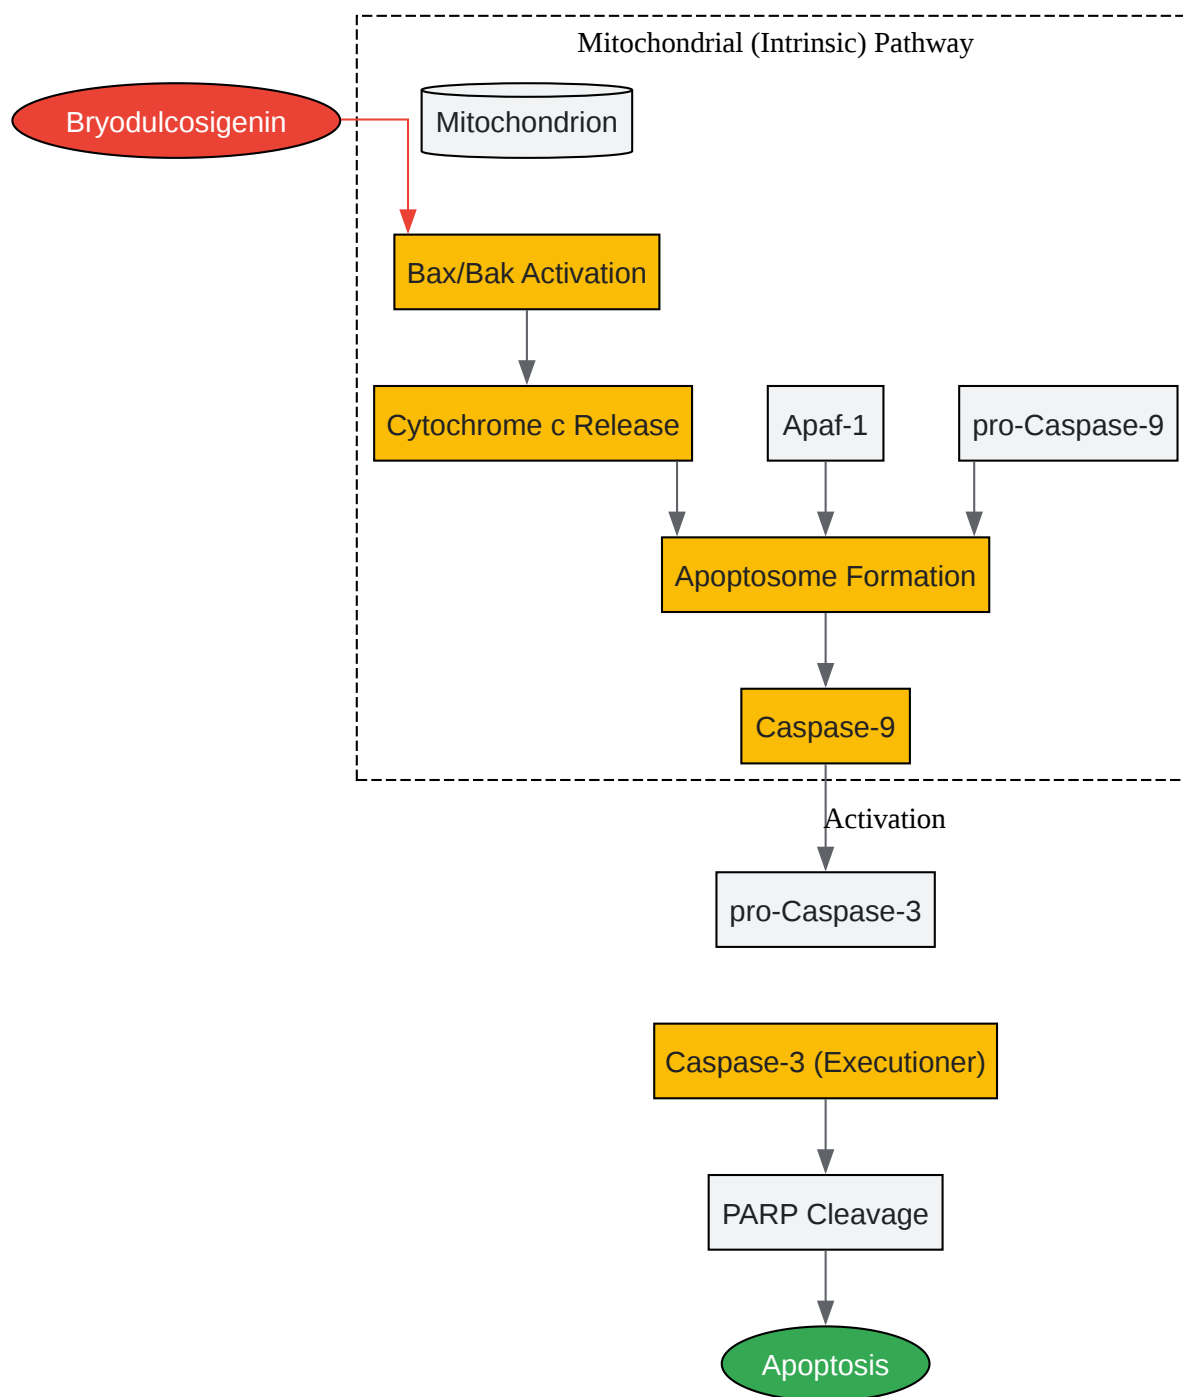 Mitochondrial (Intrinsic) Pathway
Bryodulcosigenin
Mitochondrion
Bax/Bak Activation
Cytochrome c Release
Apaf-1
pro-Caspase-9
Apoptosome Formation
Caspase-9
Activation
pro-Caspase-3
Caspase-3 (Executioner)
PARP Cleavage
Apoptosis